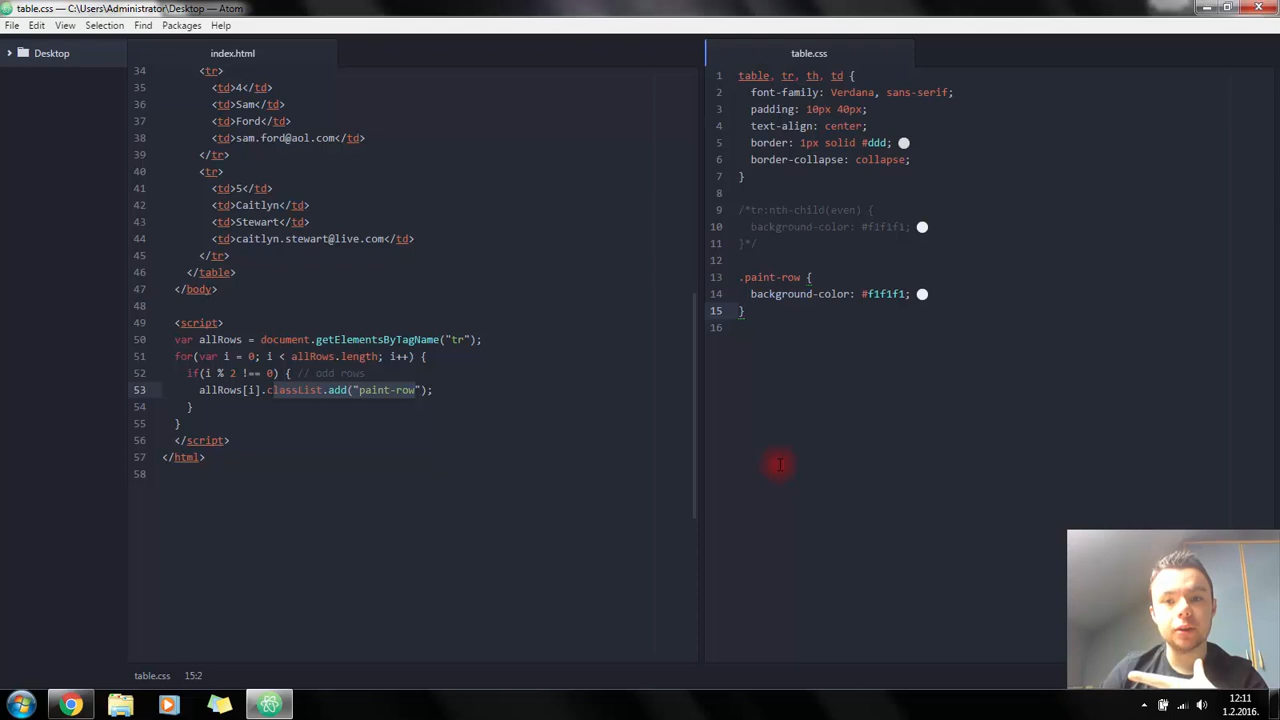 table.css — C:\Users\Administrator\Desktop — Atom
File Edit View Selection Find Packages Help
Desktop
index.html
34 <tr>
35 <td>4</td>
36 <td>Sam</td>
37 <td>Ford</td>
38 <td>sam.ford@aol.com</td>
39 </tr>
40 <tr>
41 <td>5</td>
42 <td>Caitlyn</td>
43 <td>Stewart</td>
44 <td>caitlyn.stewart@live.com</td>
45 </tr>
46 </table>
47 </body>
48
49 <script>
50 var allRows = document.getElementsByTagName("tr");
51 for(var i = 0; i < allRows.length; i++) {
52 if(i % 2 !== 0) { // odd rows
53 allRows[i].classList.add("paint-row");
54 }
55 }
56 </script>
57 </html>
58
table.css
1 table, tr, th, td {
2 font-family: Verdana, sans-serif;
3 padding: 10px 40px;
4 text-align: center;
5 border: 1px solid #ddd;
6 border-collapse: collapse;
7 }
8
9 /*tr:nth-child(even) {
10 background-color: #f1f1f1;
11 }*/
12
13 .paint-row {
14 background-color: #f1f1f1;
15 }
16
table.css 15:2
12:11
1.2.2016.